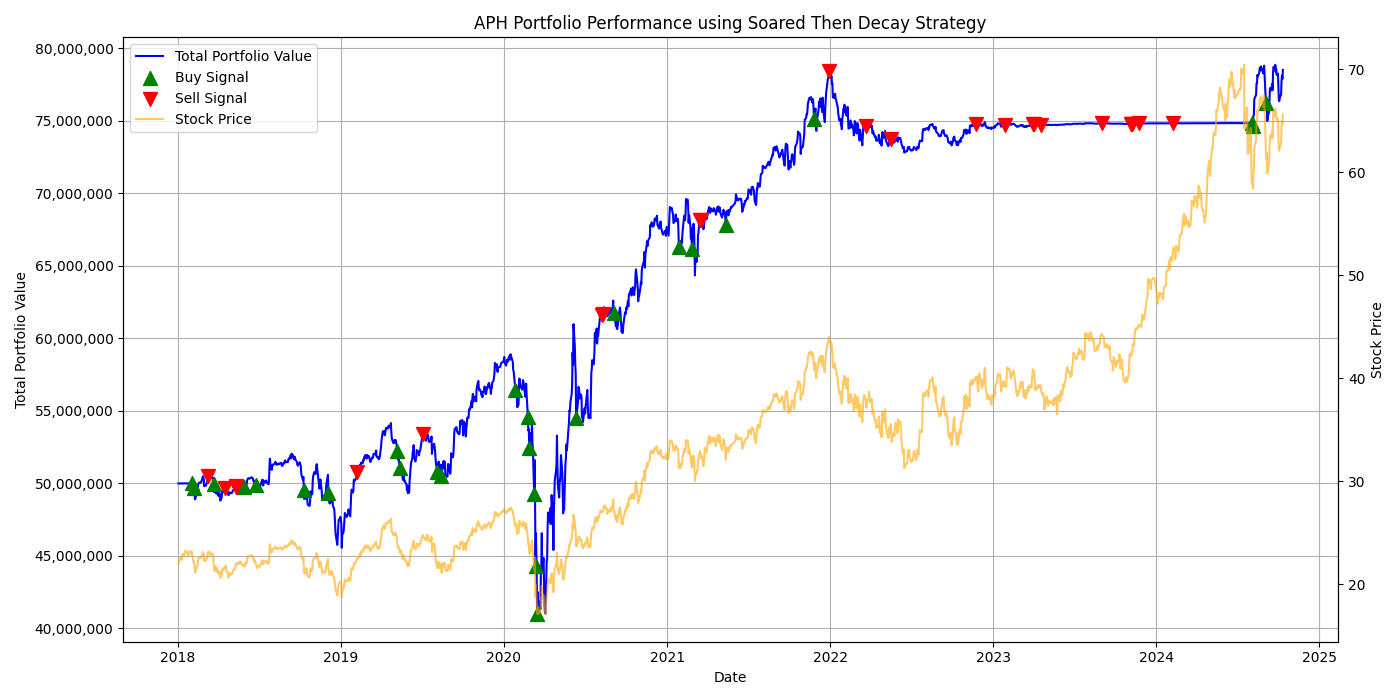 APH Portfolio Performance using Soared Then Decay Strategy
Total Portfolio Value
Buy Signal
Sell Signal
Stock Price
80,000,000
75,000,000
70,000,000
65,000,000
60,000,000
55,000,000
50,000,000
45,000,000
40,000,000
Total Portfolio Value
70
60
50
40
30
20
Stock Price
2018
2019
2020
2021
2022
2023
2024
2025
Date